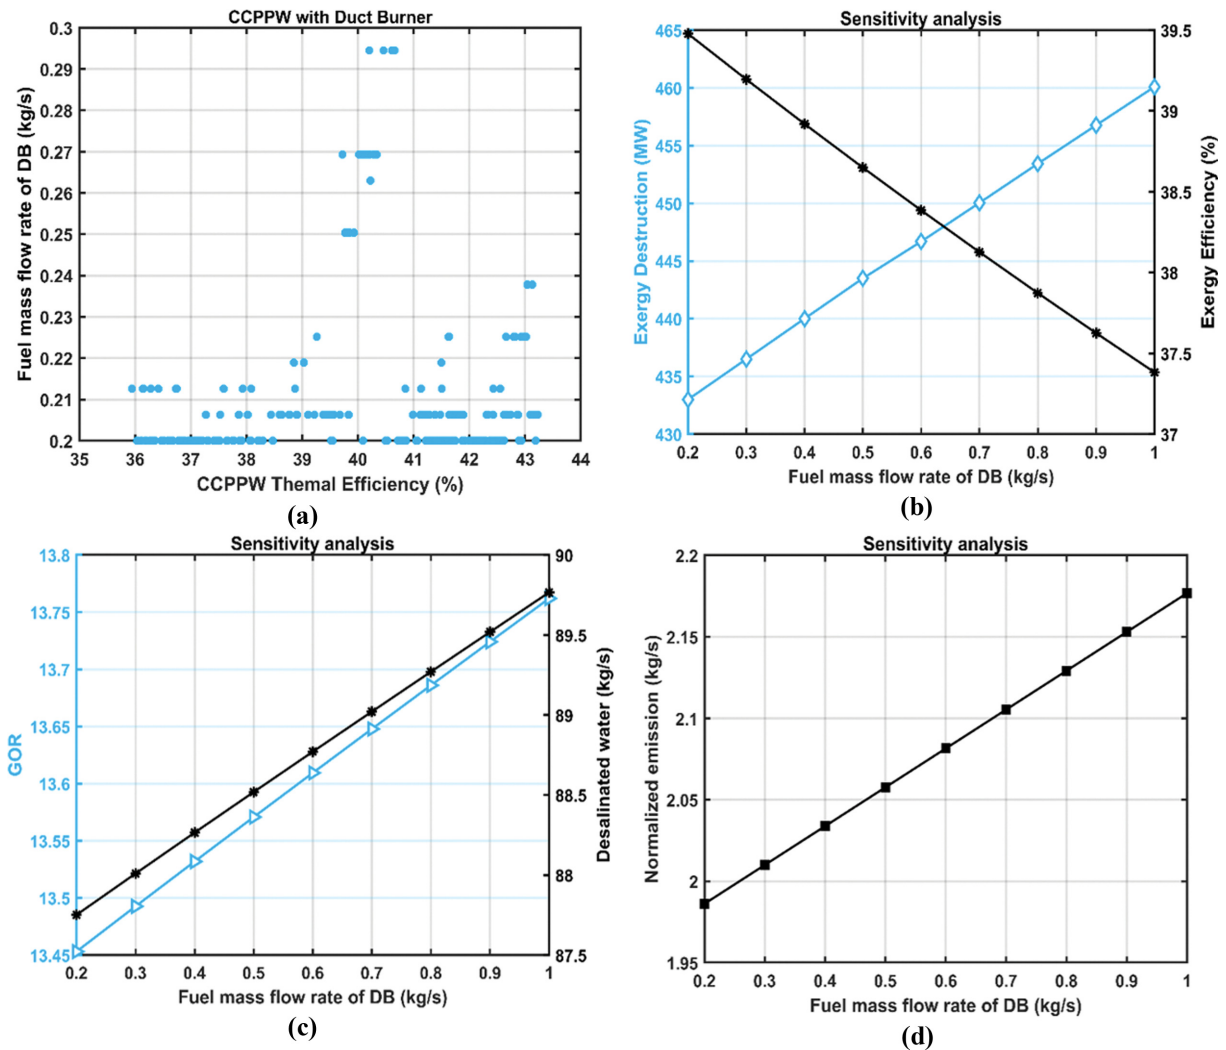 CCPPW with Duct Burner
Fuel mass flow rate of DB (kg/s)
0.3
0.29
0.28
0.27
0.26
0.25
0.24
0.23
0.22
0.21
0.2
35 36 37 38 39 40 41 42 43 44
CCPPW Themal Efficiency (%)
(a)
Sensitivity analysis
Exergy Destruction (MW)
465
460
455
450
445
440
435
430
39.5
39
38.5
38
37.5
37
Exergy Efficiency (%)
0.2 0.3 0.4 0.5 0.6 0.7 0.8 0.9 1
Fuel mass flow rate of DB (kg/s)
(b)
Sensitivity analysis
GOR
13.8
13.75
13.7
13.65
13.6
13.55
13.5
13.45
90
89.5
89
88.5
88
87.5
Desalinated water (kg/s)
0.2 0.3 0.4 0.5 0.6 0.7 0.8 0.9 1
Fuel mass flow rate of DB (kg/s)
(c)
Sensitivity analysis
Normalized emission (kg/s)
2.2
2.15
2.1
2.05
2
1.95
0.2 0.3 0.4 0.5 0.6 0.7 0.8 0.9 1
Fuel mass flow rate of DB (kg/s)
(d)